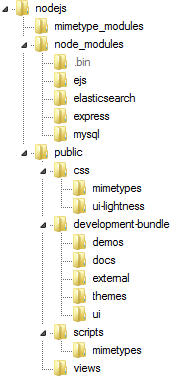 nodejs
mimetype_modules
node_modules
.bin
ejs
elasticsearch
express
mysql
public
css
mimetypes
ui-lightness
development-bundle
demos
docs
external
themes
ui
scripts
mimetypes
views